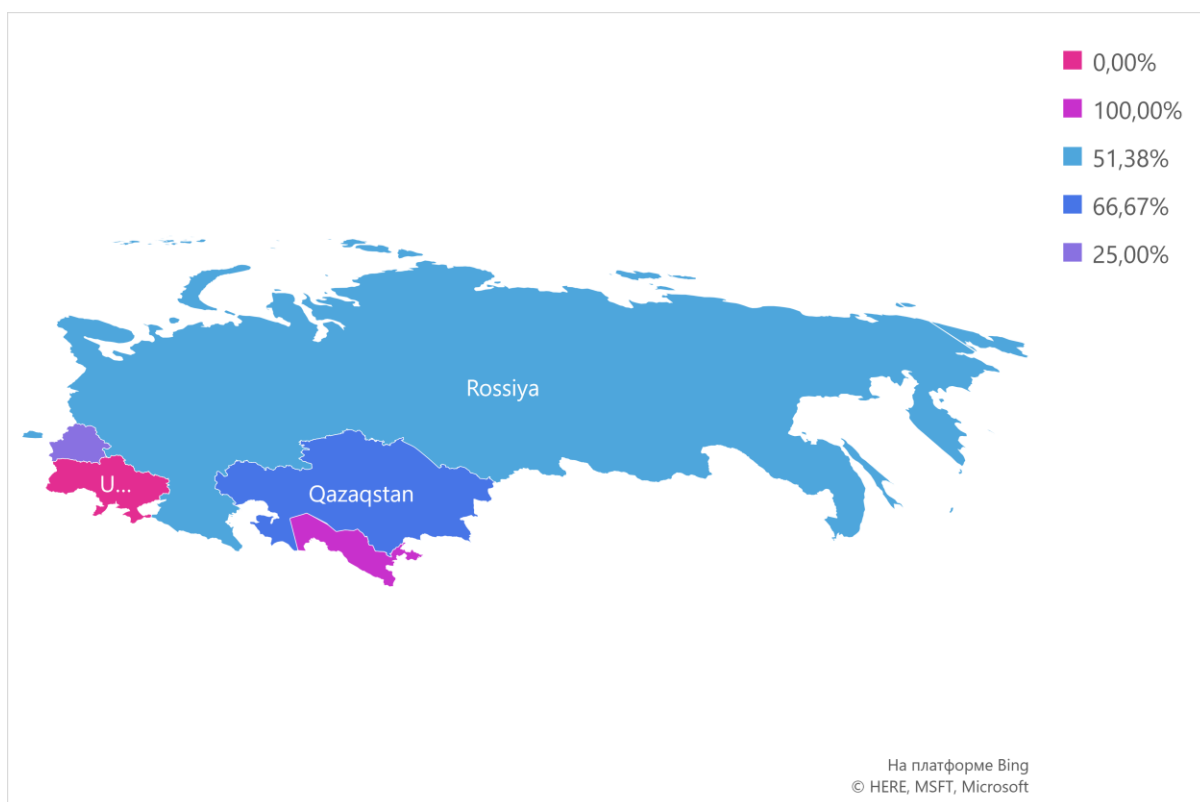 0,00%
100,00%
51,38%
66,67%
25,00%
Rossiya
U...
Qazaqstan
На платформе Bing
© HERE, MSFT, Microsoft